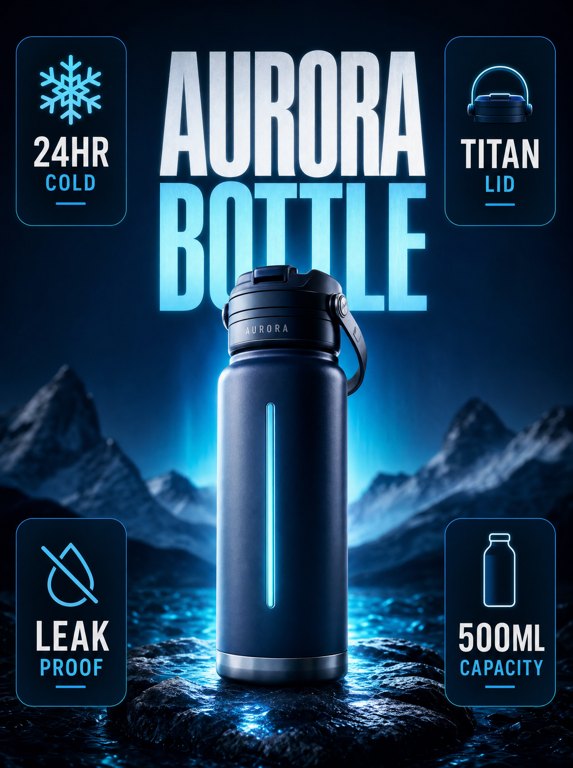 AURORA
BOTTLE
24HR
COLD
TITAN
LID
AURORA
LEAK
PROOF
500ML
CAPACITY